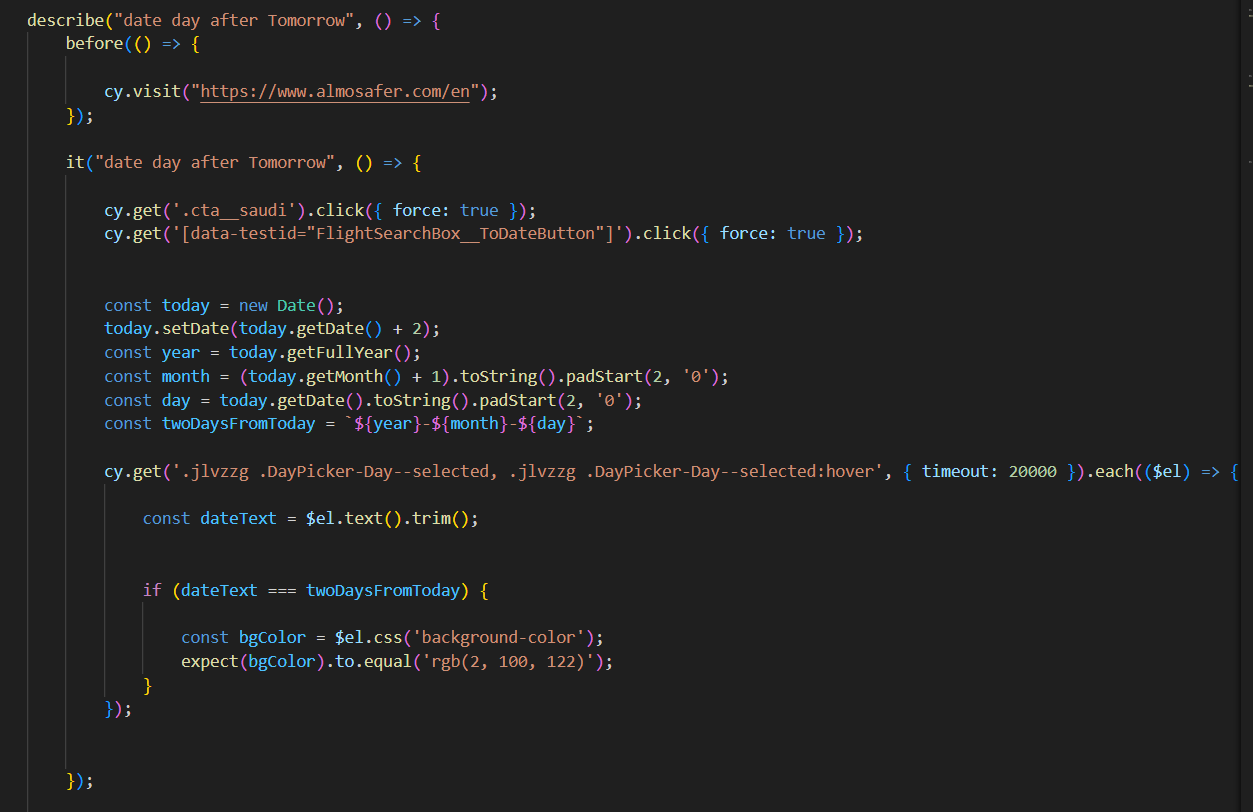 describe("date day after Tomorrow", () => {
before(() => {
cy.visit("https://www.almosafer.com/en");
});
it("date day after Tomorrow", () => {
cy.get('.cta__saudi').click({ force: true });
cy.get('[data-testid="FlightSearchBox__ToDateButton"]').click({ force: true });
const today = new Date();
today.setDate(today.getDate() + 2);
const year = today.getFullYear();
const month = (today.getMonth() + 1).toString().padStart(2, '0');
const day = today.getDate().toString().padStart(2, '0');
const twoDaysFromToday = `${year}-${month}-${day}`;
cy.get('.jlvzzg .DayPicker-Day--selected, .jlvzzg .DayPicker-Day--selected:hover', { timeout: 20000 }).each(($el) => {
const dateText = $el.text().trim();
if (dateText === twoDaysFromToday) {
const bgColor = $el.css('background-color');
expect(bgColor).to.equal('rgb(2, 100, 122)');
}
});
});